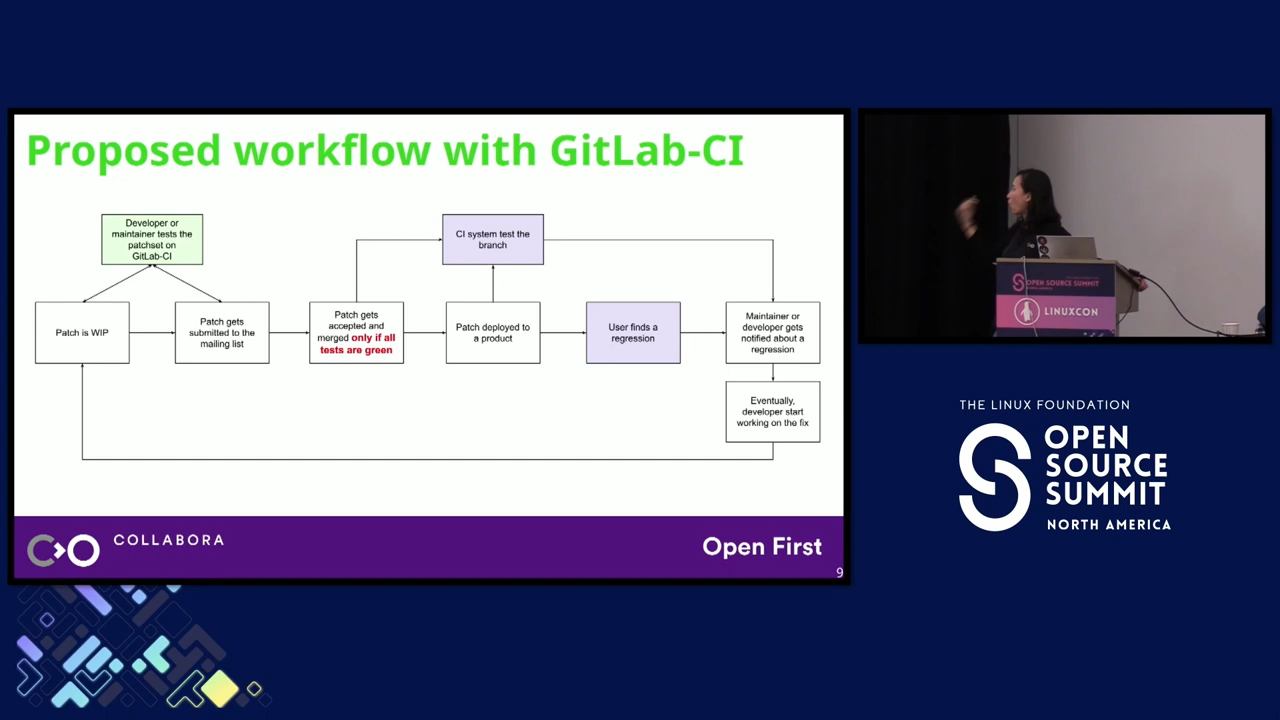 Proposed workflow with GitLab-CI
Developer or
maintainer tests the
patchset on
GitLab-CI
CI system test the
branch
Patch is WIP
Patch gets
submitted to the
mailing list
Patch gets
accepted and
merged only if all
tests are green
Patch deployed to
a product
User finds a
regression
Maintainer or
developer gets
notified about a
regression
Eventually,
developer start
working on the fix
COLLABORA
Open First
9
OPEN SOURCE SUMMIT
LINUXCON
THE LINUX FOUNDATION
OPEN
SOURCE
SUMMIT
NORTH AMERICA